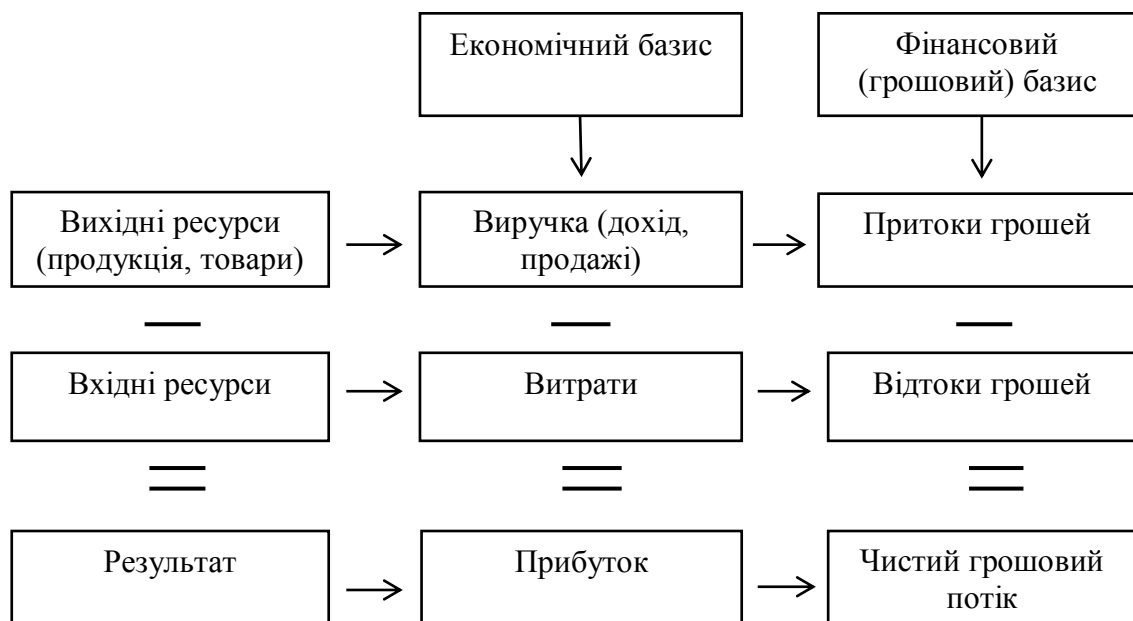 Економічний базис
Фінансовий
(грошовий) базис
Вихідні ресурси
(продукція, товари)
Виручка (дохід,
продажі)
Притоки грошей
Вхідні ресурси
Витрати
Відтоки грошей
Результат
Прибуток
Чистий грошовий
потік